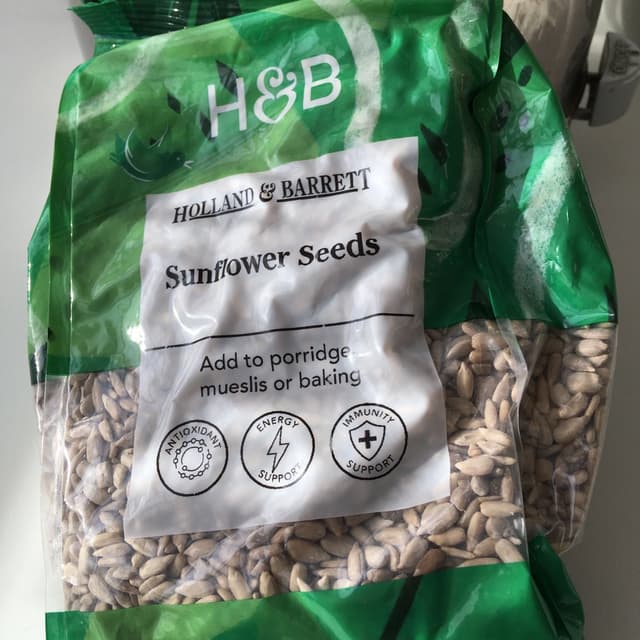 H&B
HOLLAND & BARRETT
Sunflower Seeds
Add to porridge,
mueslis or baking
ANTIOXIDANT
ENERGY
SUPPORT
IMMUNITY
SUPPORT